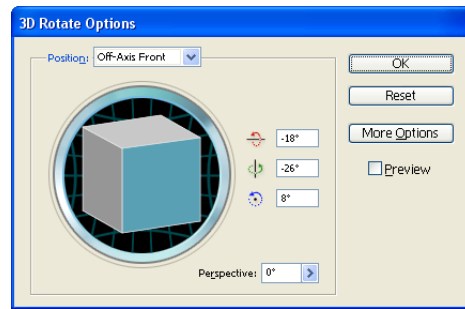 3D Rotate Options
Position: Off-Axis Front
OK
Reset
More Options
Preview
-18°
-26°
8°
Perspective: 0°